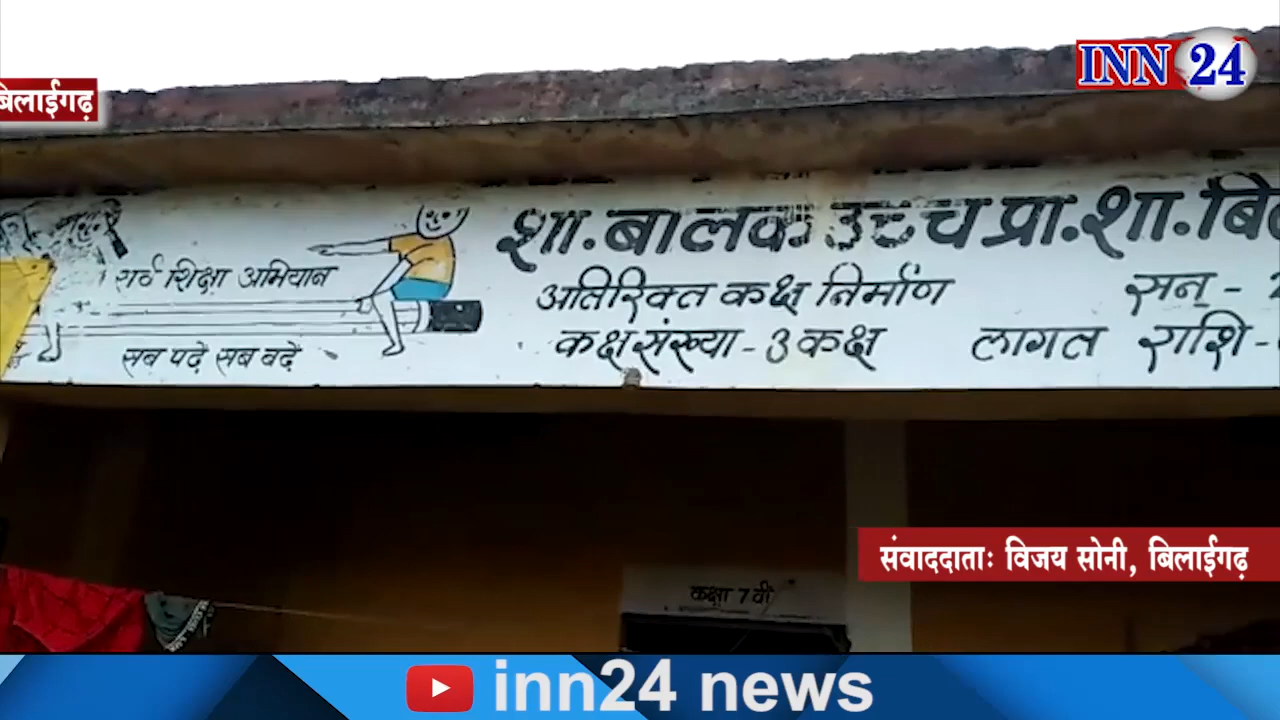 INN 24
बिलाईगढ़
शा. बालक उच्च प्रा. शा.
सर्व शिक्षा अभियान
अतिरिक्त कक्ष निर्माण
सन -
कक्ष संख्या - 3 कक्ष
लागत राशि -
सब पढ़ें सब बढ़ें
संवाददाताः विजय सोनी, बिलाईगढ़
कक्षा 7 वीं
inn24 news